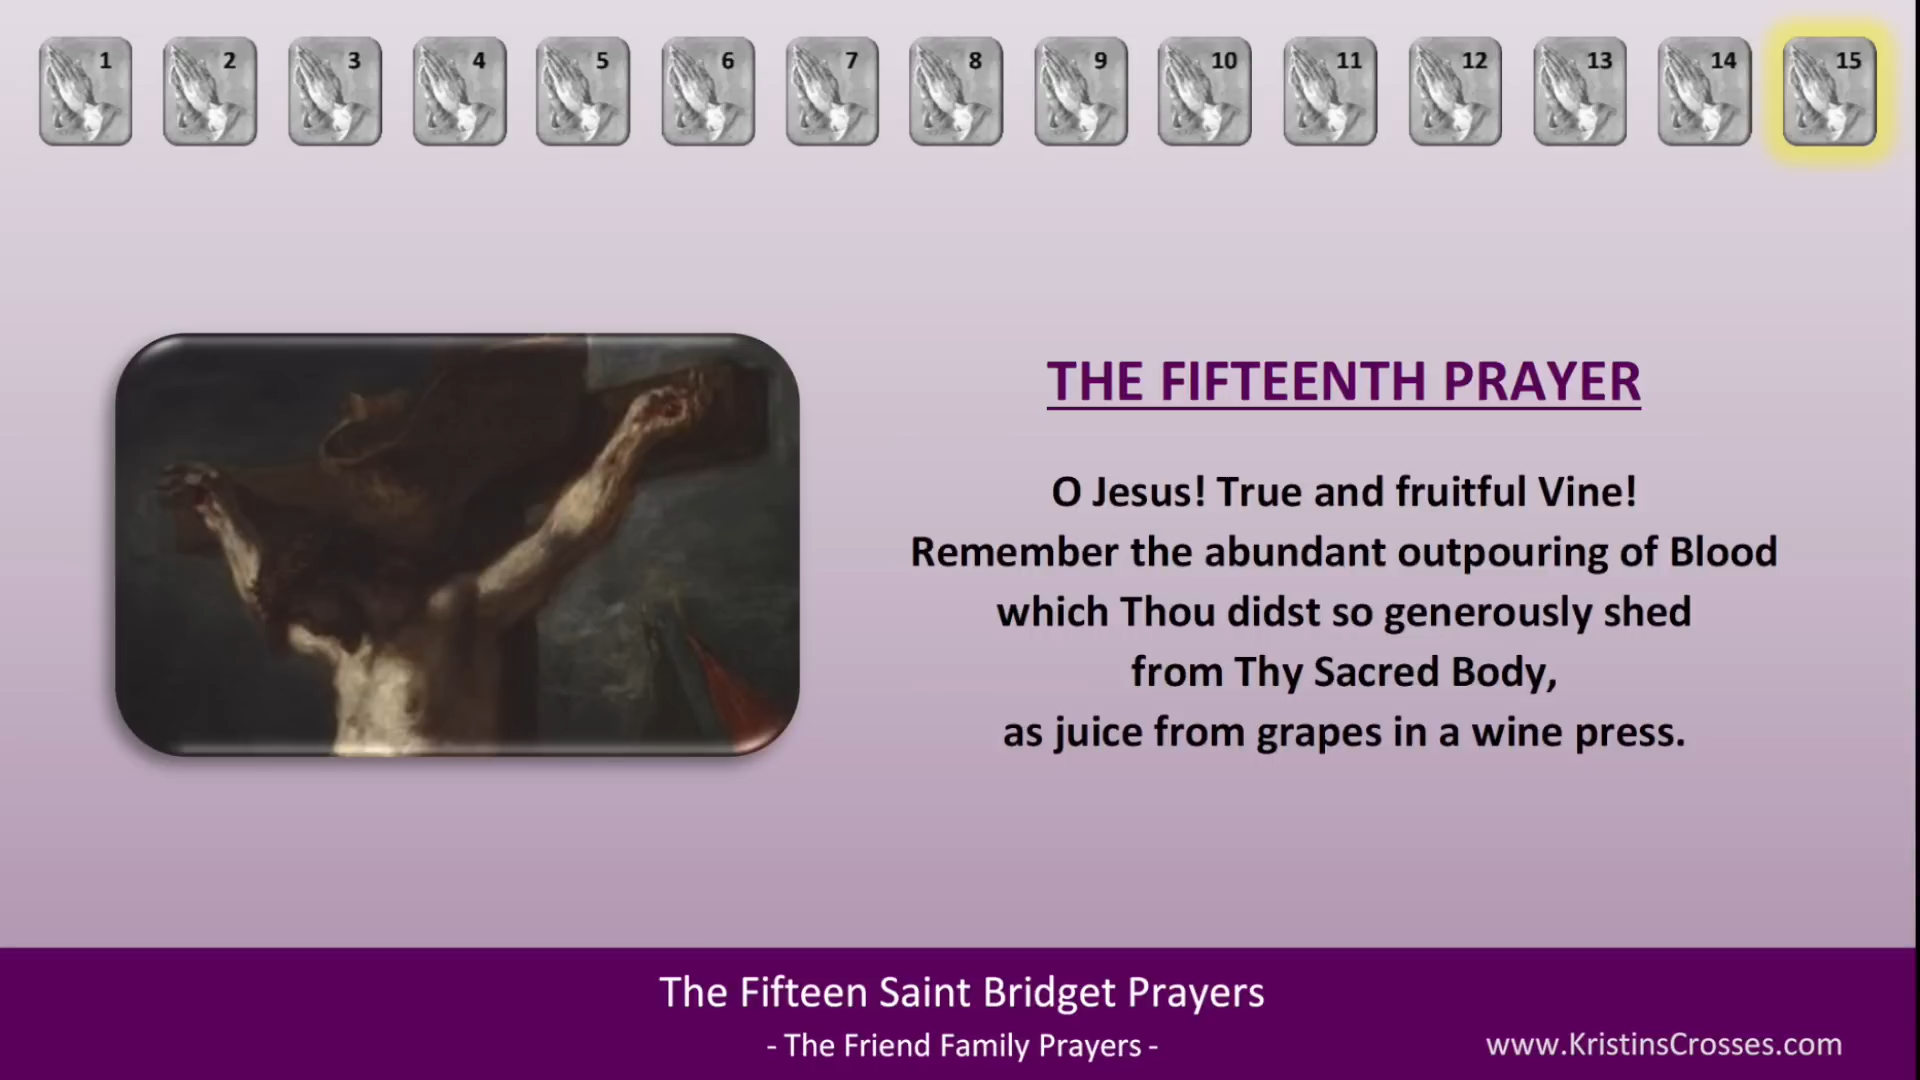 1 2 3 4 5 6 7 8 9 10 11 12 13 14 15
THE FIFTEENTH PRAYER
O Jesus! True and fruitful Vine!
Remember the abundant outpouring of Blood
which Thou didst so generously shed
from Thy Sacred Body,
as juice from grapes in a wine press.
The Fifteen Saint Bridget Prayers
- The Friend Family Prayers -
www.KristinsCrosses.com